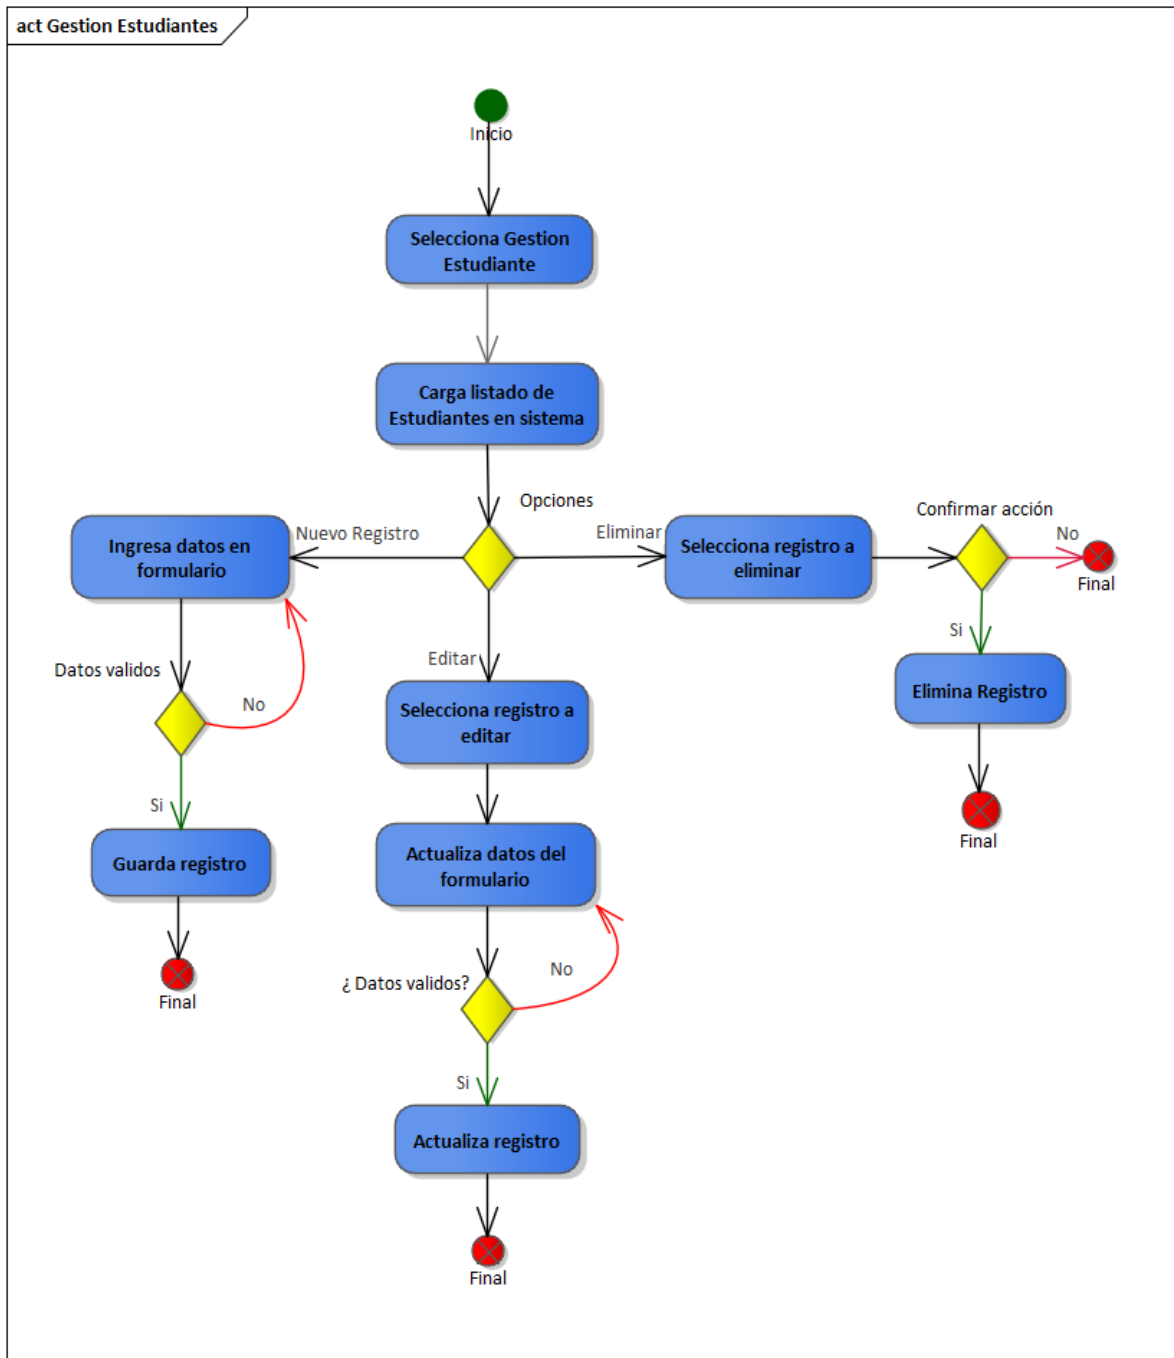 act Gestion Estudiantes
Inicio
Selecciona Gestion
Estudiante
Carga listado de
Estudiantes en sistema
Opciones
Nuevo Registro
Ingresa datos en
formulario
Datos validos
No
Si
Guarda registro
Final
Editar
Selecciona registro a
editar
Actualiza datos del
formulario
¿ Datos validos?
No
Si
Actualiza registro
Final
Eliminar
Selecciona registro a
eliminar
Confirmar acción
No
Final
Si
Elimina Registro
Final